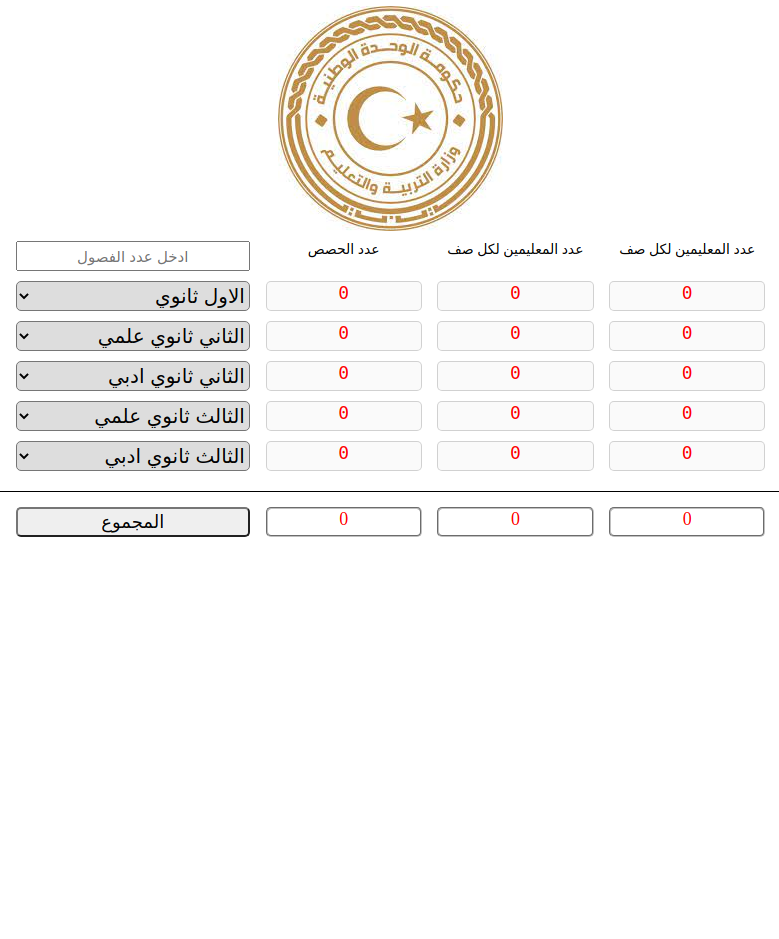 حكومة الوحدة الوطنية
وزارة التربية والتعليم
ادخل عدد الفصول عدد الحصص عدد المعليمين لكل صف عدد المعليمين لكل صف
الاول ثانوي 0 0 0
الثاني ثانوي علمي 0 0 0
الثاني ثانوي ادبي 0 0 0
الثالث ثانوي علمي 0 0 0
الثالث ثانوي ادبي 0 0 0
المجموع 0 0 0